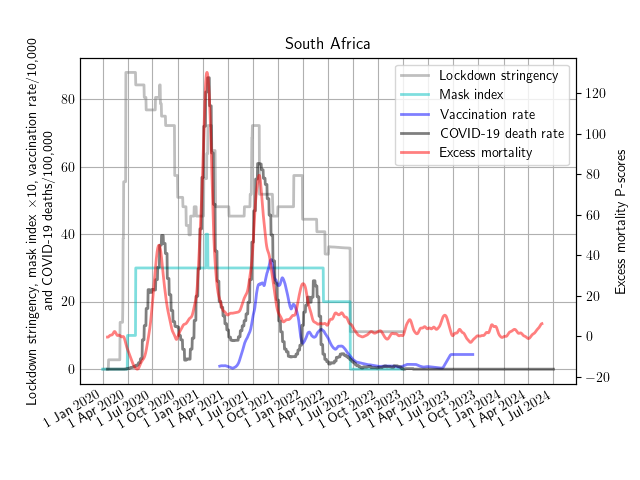 South Africa
Lockdown stringency, mask index ×10, vaccination rate/10,000
and COVID-19 deaths/100,000
80
60
40
20
0
120
100
80
60
40
20
0
−20
Excess mortality P-scores
Lockdown stringency
Mask index
Vaccination rate
COVID-19 death rate
Excess mortality
1 Jan 2020
1 Apr 2020
1 Jul 2020
1 Oct 2020
1 Jan 2021
1 Apr 2021
1 Jul 2021
1 Oct 2021
1 Jan 2022
1 Apr 2022
1 Jul 2022
1 Oct 2022
1 Jan 2023
1 Apr 2023
1 Jul 2023
1 Oct 2023
1 Jan 2024
1 Apr 2024
1 Jul 2024